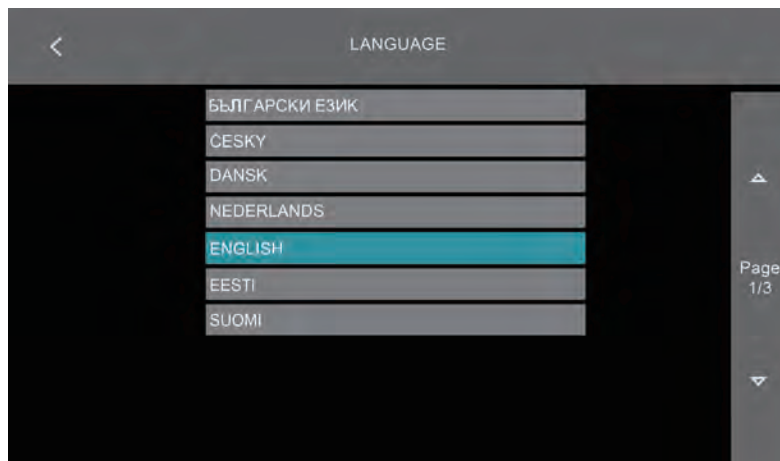 LANGUAGE
БЪЛГАРСКИ ЕЗИК
ČESKY
DANSK
NEDERLANDS
ENGLISH
EESTI
SUOMI
Page
1/3